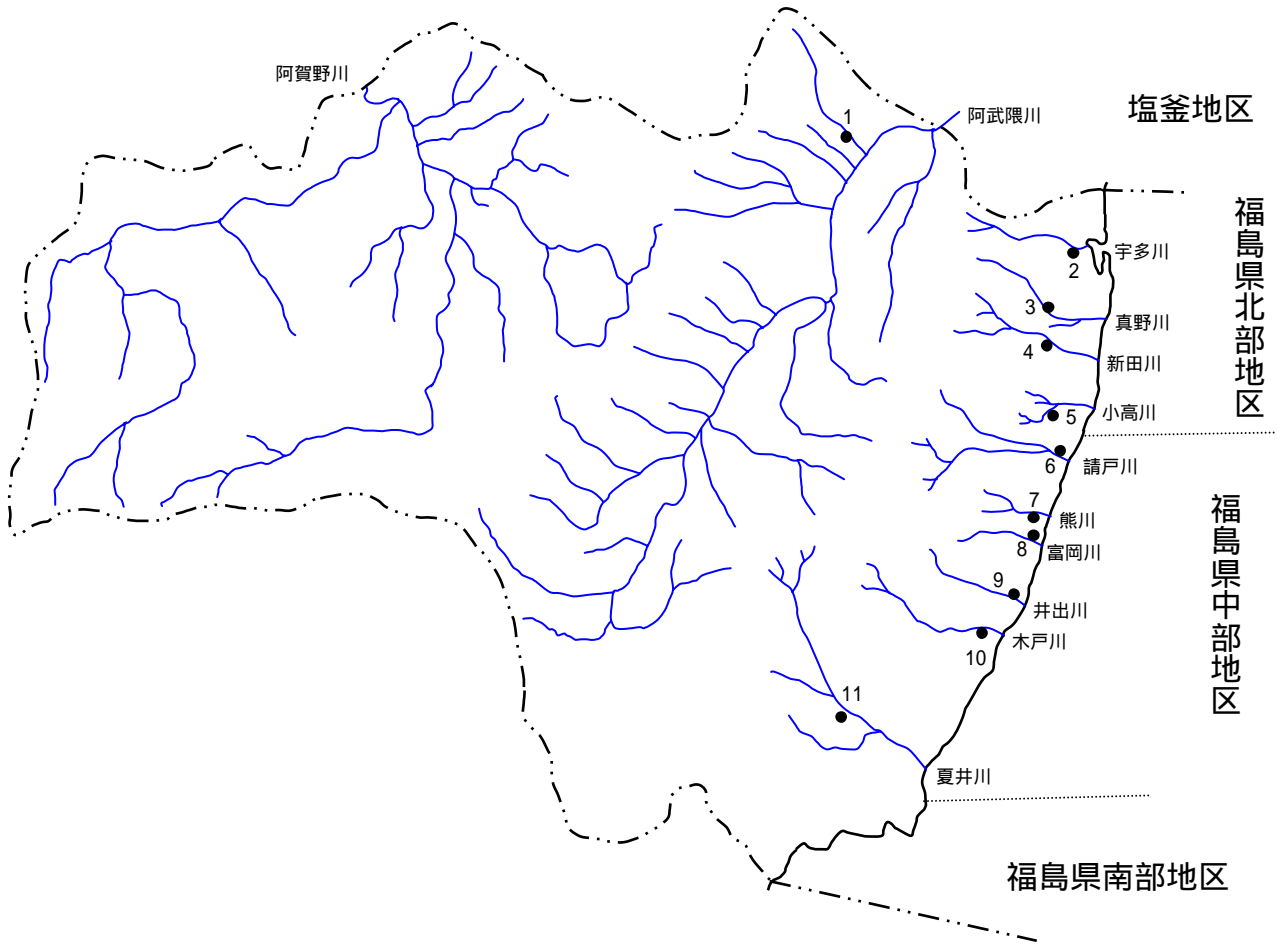 阿賀野川
1
阿武隈川
塩釜地区
宇多川
2
福島県北部地区
3
真野川
4
新田川
5
小高川
6
請戸川
7
熊川
8
富岡川
福島県中部地区
9
井出川
10
木戸川
11
夏井川
福島県南部地区